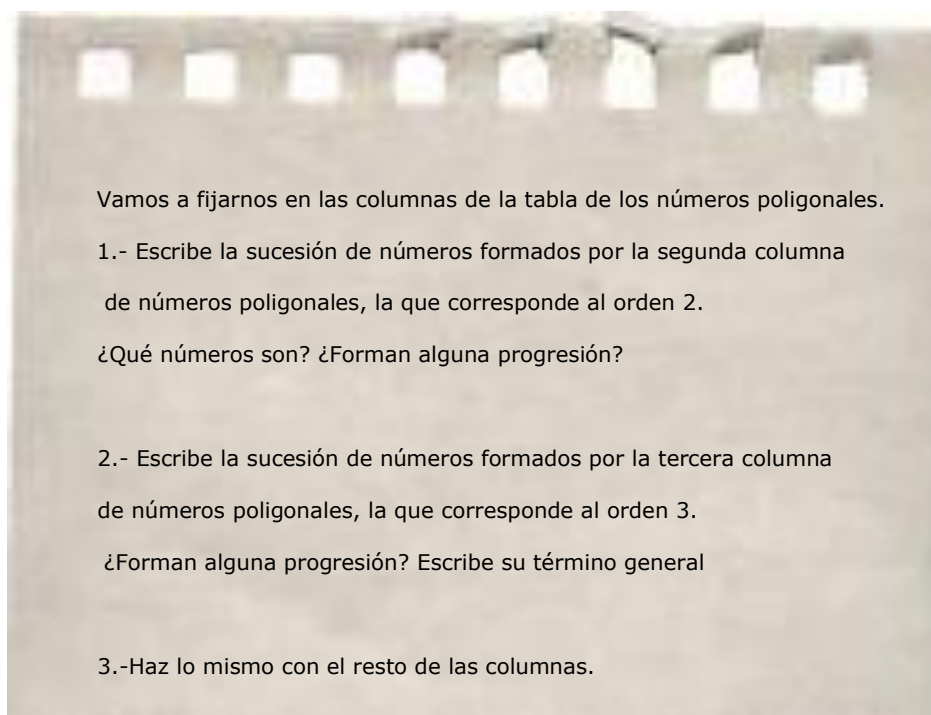 Vamos a fijarnos en las columnas de la tabla de los números poligonales.
1.- Escribe la sucesión de números formados por la segunda columna
de números poligonales, la que corresponde al orden 2.
¿Qué números son? ¿Forman alguna progresión?
2.- Escribe la sucesión de números formados por la tercera columna
de números poligonales, la que corresponde al orden 3.
¿Forman alguna progresión? Escribe su término general
3.-Haz lo mismo con el resto de las columnas.